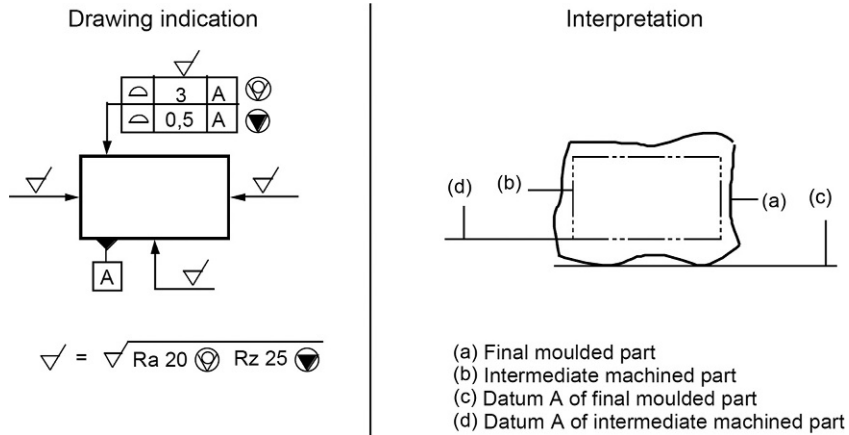 Drawing indication
3 A
0,5 A
A
= Ra 20 Rz 25
Interpretation
(d)
(b)
(a)
(c)
(a) Final moulded part
(b) Intermediate machined part
(c) Datum A of final moulded part
(d) Datum A of intermediate machined part